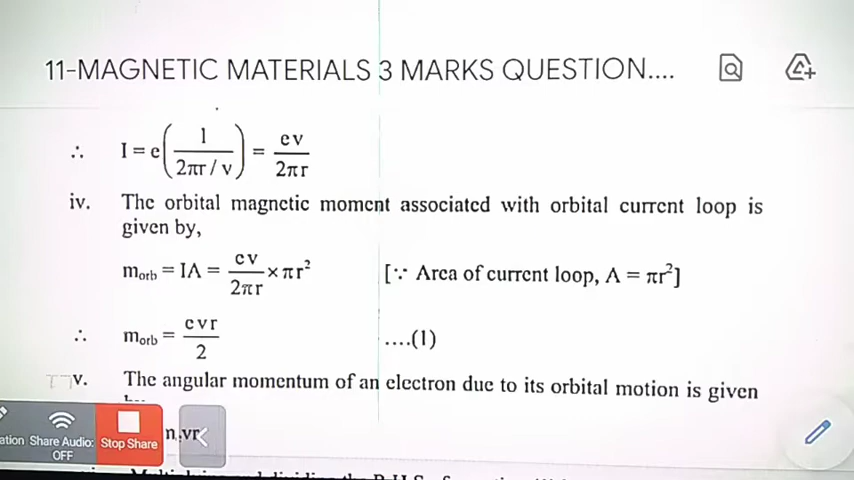 11-MAGNETIC MATERIALS 3 MARKS QUESTION....
∴ I = e(1/(2πr / v)) = ev/2πr
iv. The orbital magnetic moment associated with orbital current loop is
given by,
m_orb = IA = ev/2πr × πr² [∵ Area of current loop, A = πr²]
∴ m_orb = evr/2 ....(1)
v. The angular momentum of an electron due to its orbital motion is given
ation Share Audio: OFF
Stop Share
vr